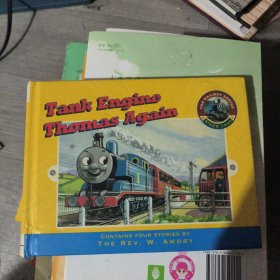 Tank Engine
Thomas Again
CONTAINS FOUR STORIES BY
THE REV. W. AWDRY